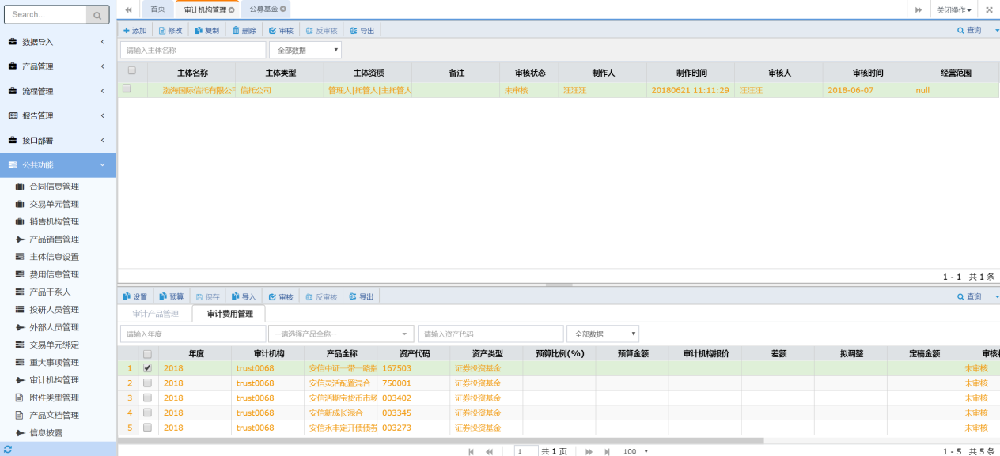 Search...
数据导入
产品管理
流程管理
报告管理
接口部署
公共功能
合同信息管理
交易单元管理
销售机构管理
产品销售管理
主体信息设置
费用信息管理
产品干系人
投研人员管理
外部人员管理
交易单元绑定
重大事项管理
审计机构管理
附件类型管理
产品文档管理
信息披露
首页 审计机构管理 公募基金 关闭操作
添加 修改 复制 删除 审核 反审核 导出 查询
请输入主体名称 全部数据
主体名称 主体类型 主体资质 备注 审核状态 制作人 制作时间 审核人 审核时间 经营范围
渤海国际信托有限公司 信托公司 管理人|托管人|主托管人 未审核 汪汪汪 20180621 11:11:29 汪汪汪 2018-06-07 null
1 - 1 共 1 条
设置 预算 保存 导入 审核 反审核 导出 查询
审计产品管理 审计费用管理
请输入年度 --请选择产品全称-- 请输入资产代码 全部数据
年度 审计机构 产品全称 资产代码 资产类型 预算比例(%) 预算金额 审计机构报价 差额 拟调整 定稿金额 审核
1 2018 trust0068 安信中证一带一路指 167503 证券投资基金 未审核
2 2018 trust0068 安信灵活配置混合 750001 证券投资基金 未审核
3 2018 trust0068 安信活期宝货币市场 003402 证券投资基金 未审核
4 2018 trust0068 安信新成长混合 003345 证券投资基金 未审核
5 2018 trust0068 安信永丰定开债债券 003273 证券投资基金 未审核
1 共 1 页 100 1 - 5 共 5 条